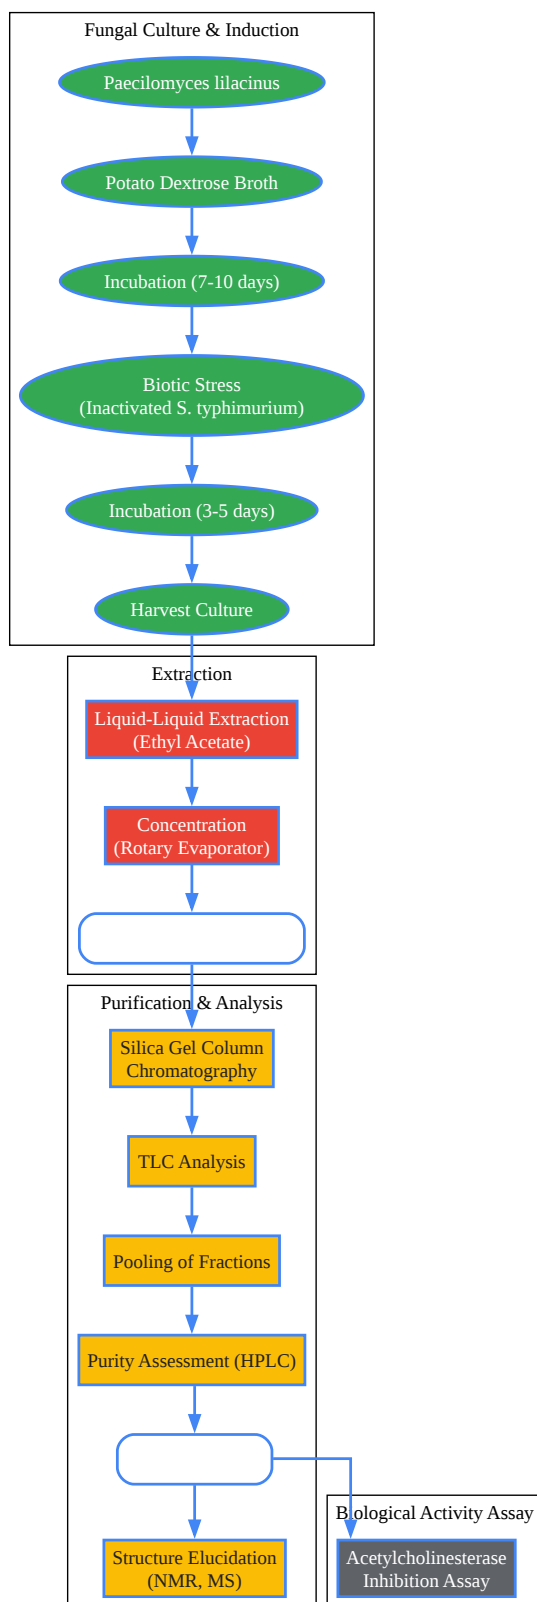 Fungal Culture & Induction
Paecilomyces lilacinus
Potato Dextrose Broth
Incubation (7-10 days)
Biotic Stress
(Inactivated S. typhimurium)
Incubation (3-5 days)
Harvest Culture
Extraction
Liquid-Liquid Extraction
(Ethyl Acetate)
Concentration
(Rotary Evaporator)
Purification & Analysis
Silica Gel Column
Chromatography
TLC Analysis
Pooling of Fractions
Purity Assessment (HPLC)
Structure Elucidation
(NMR, MS)
Biological Activity Assay
Acetylcholinesterase
Inhibition Assay